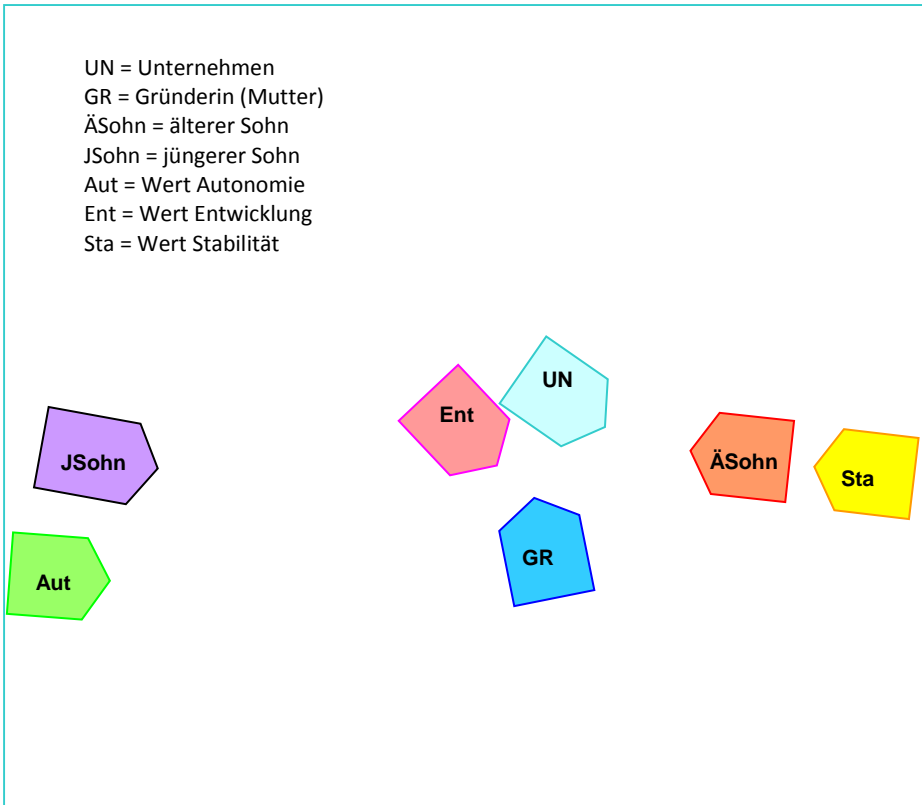 UN = Unternehmen
GR = Gründerin (Mutter)
ÄSohn = älterer Sohn
JSohn = jüngerer Sohn
Aut = Wert Autonomie
Ent = Wert Entwicklung
Sta = Wert Stabilität
UN
Ent
JSohn
ÄSohn
Sta
GR
Aut